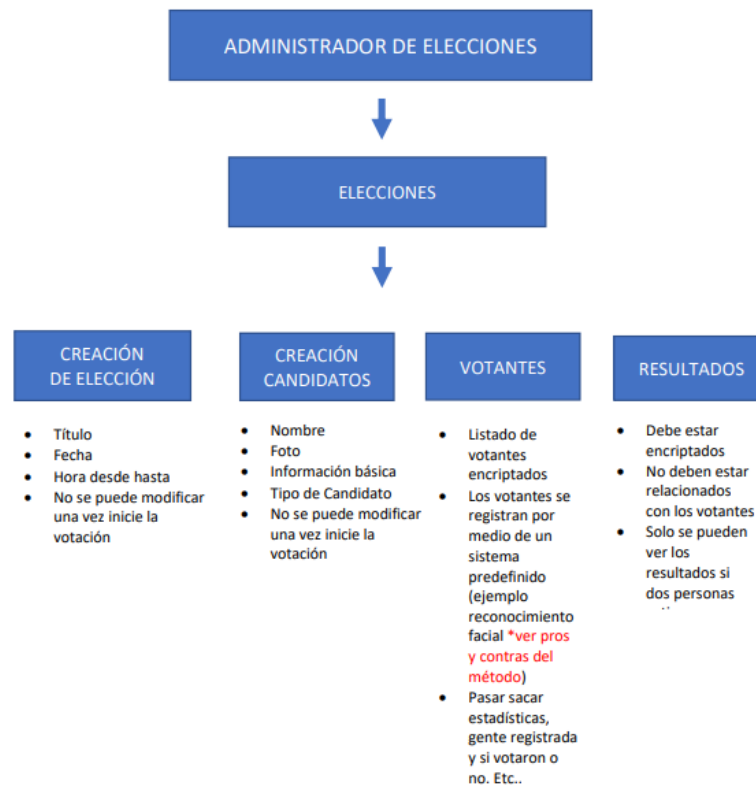 ADMINISTRADOR DE ELECCIONES
ELECCIONES
CREACIÓN
DE ELECCIÓN
• Título
• Fecha
• Hora desde hasta
• No se puede modificar
una vez inicie la
votación
CREACIÓN
CANDIDATOS
• Nombre
• Foto
• Información básica
• Tipo de Candidato
• No se puede modificar
una vez inicie la
votación
VOTANTES
• Listado de
votantes
encriptados
• Los votantes se
registran por
medio de un
sistema
predefinido
(ejemplo
reconocimiento
facial *ver pros
y contras del
método)
• Pasar sacar
estadísticas,
gente registrada
y si votaron o
no. Etc..
RESULTADOS
• Debe estar
encriptados
• No deben estar
relacionados
con los votantes
• Solo se pueden
ver los
resultados si
dos personas